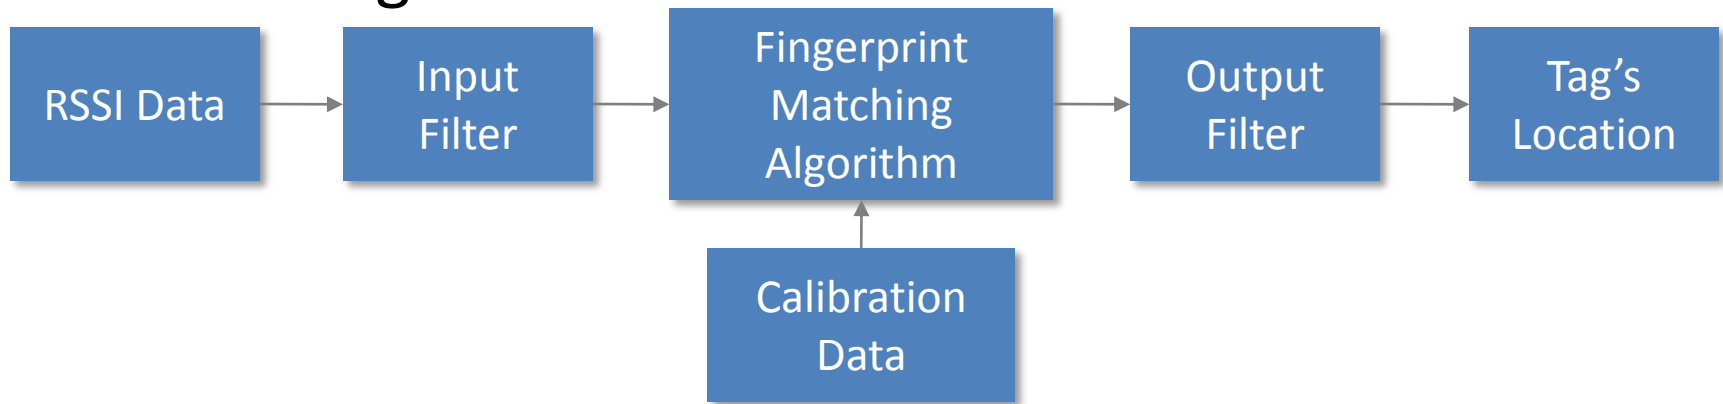 RSSI Data
Input
Filter
Fingerprint
Matching
Algorithm
Output
Filter
Tag’s
Location
Calibration
Data